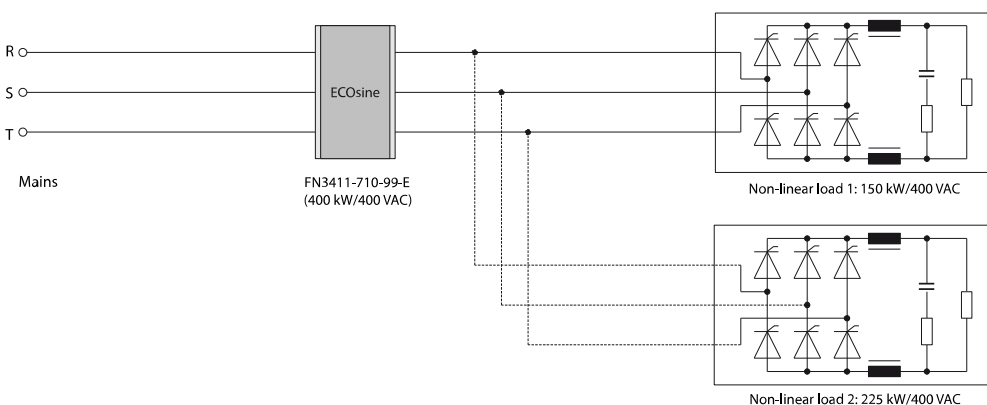 R
S
T
Mains
ECOsine
FN3411-710-99-E
(400 kW/400 VAC)
Non-linear load 1: 150 kW/400 VAC
Non-linear load 2: 225 kW/400 VAC